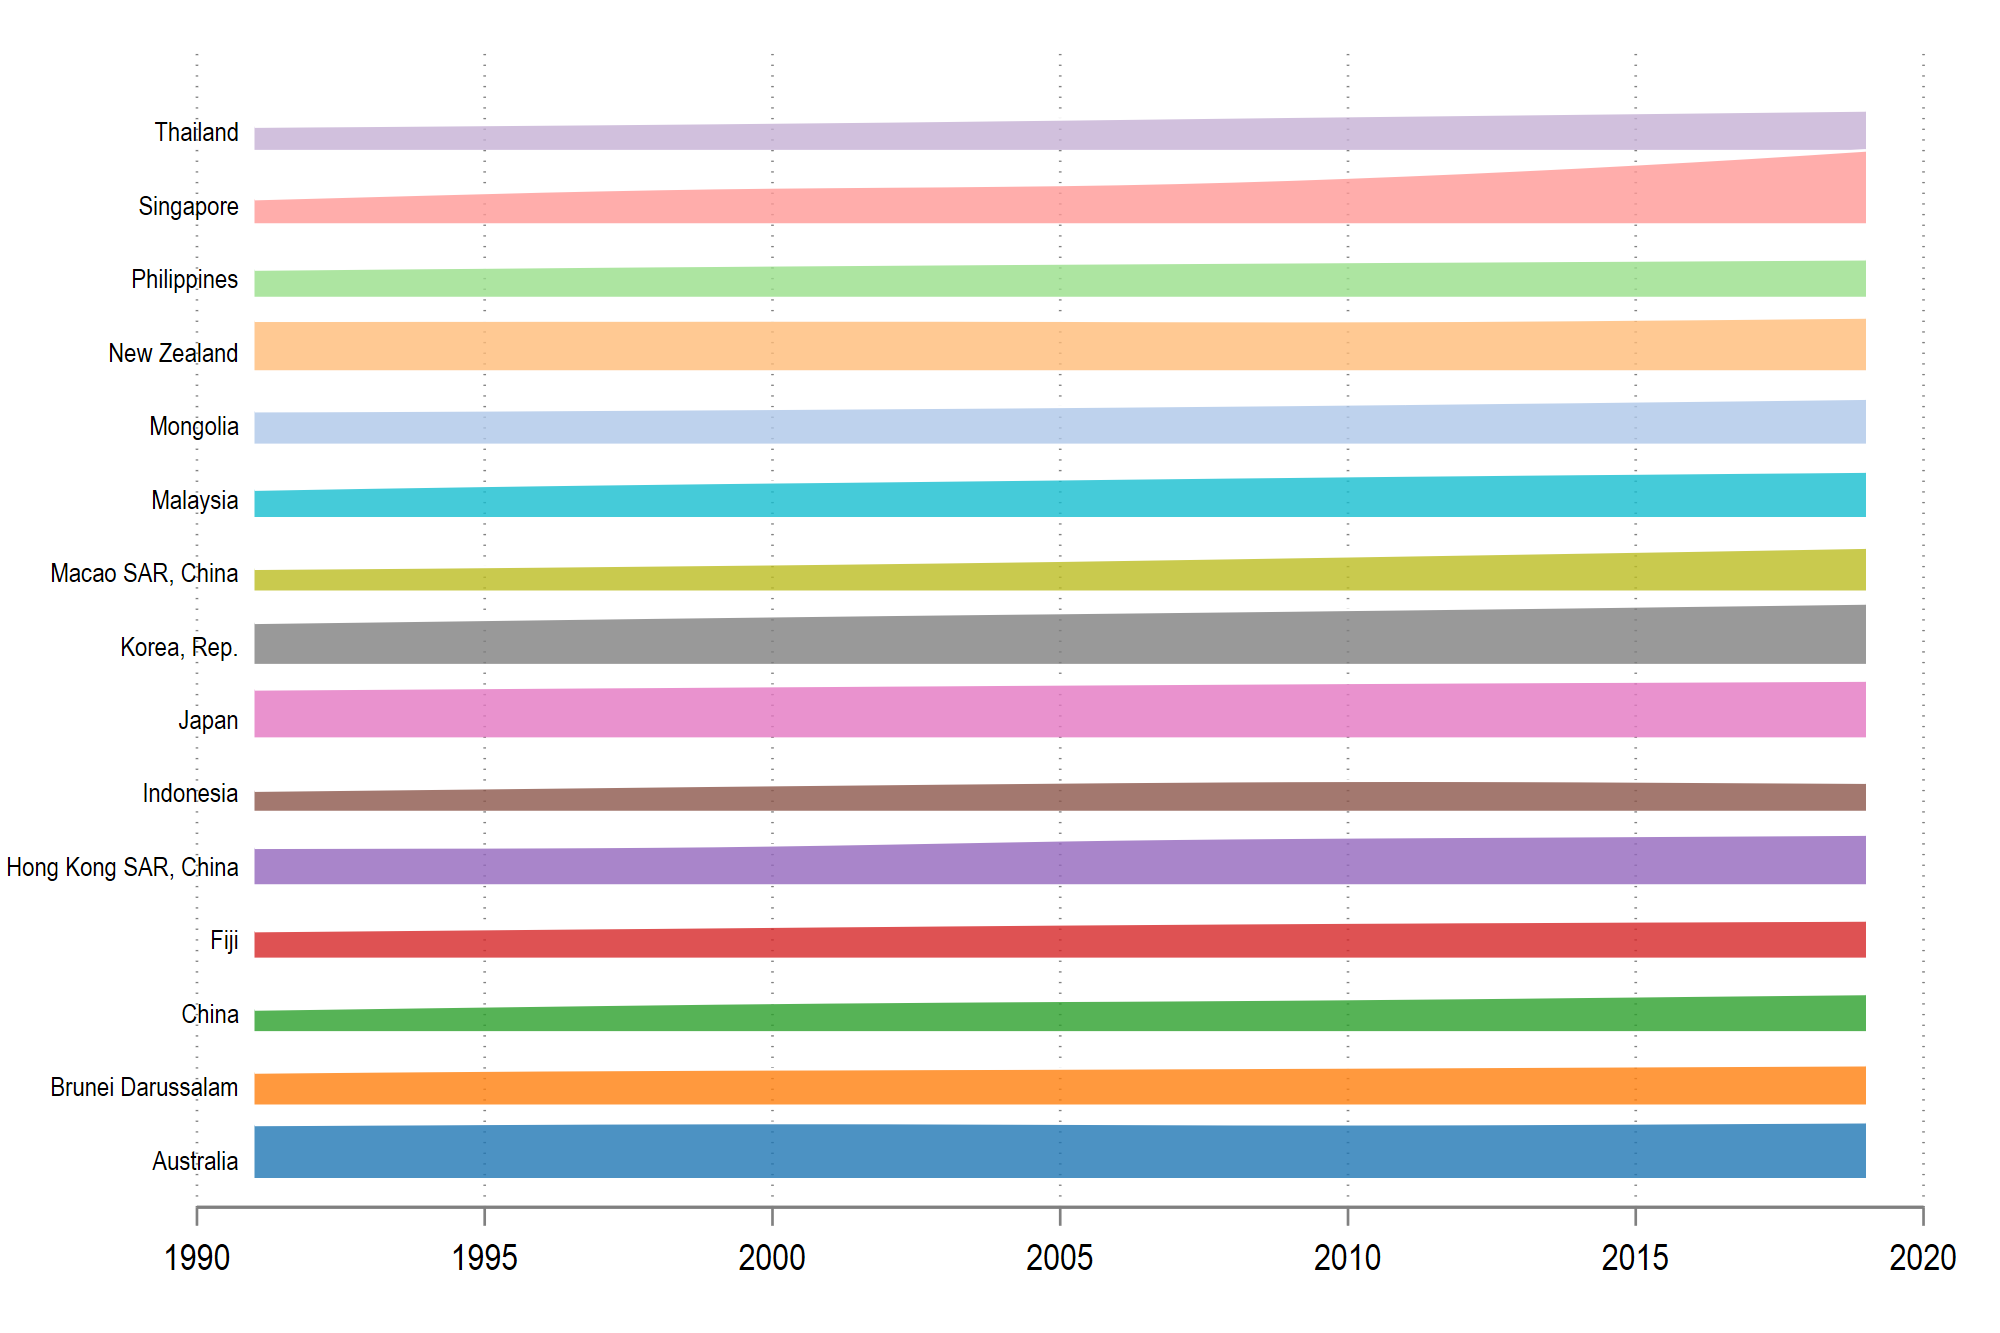 Thailand
Singapore
Philippines
New Zealand
Mongolia
Malaysia
Macao SAR, China
Korea, Rep.
Japan
Indonesia
Hong Kong SAR, China
Fiji
China
Brunei Darussalam
Australia
1990 1995 2000 2005 2010 2015 2020